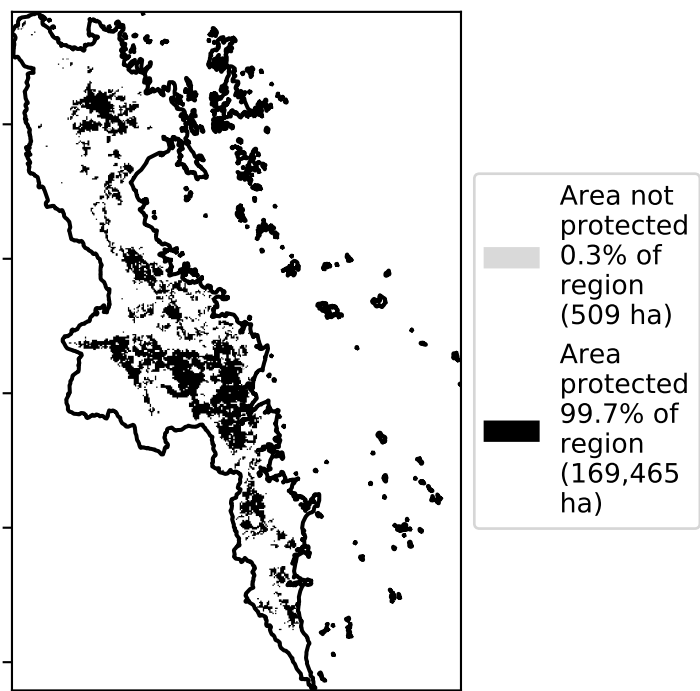 Area not
protected
0.3% of
region
(509 ha)
Area
protected
99.7% of
region
(169,465
ha)